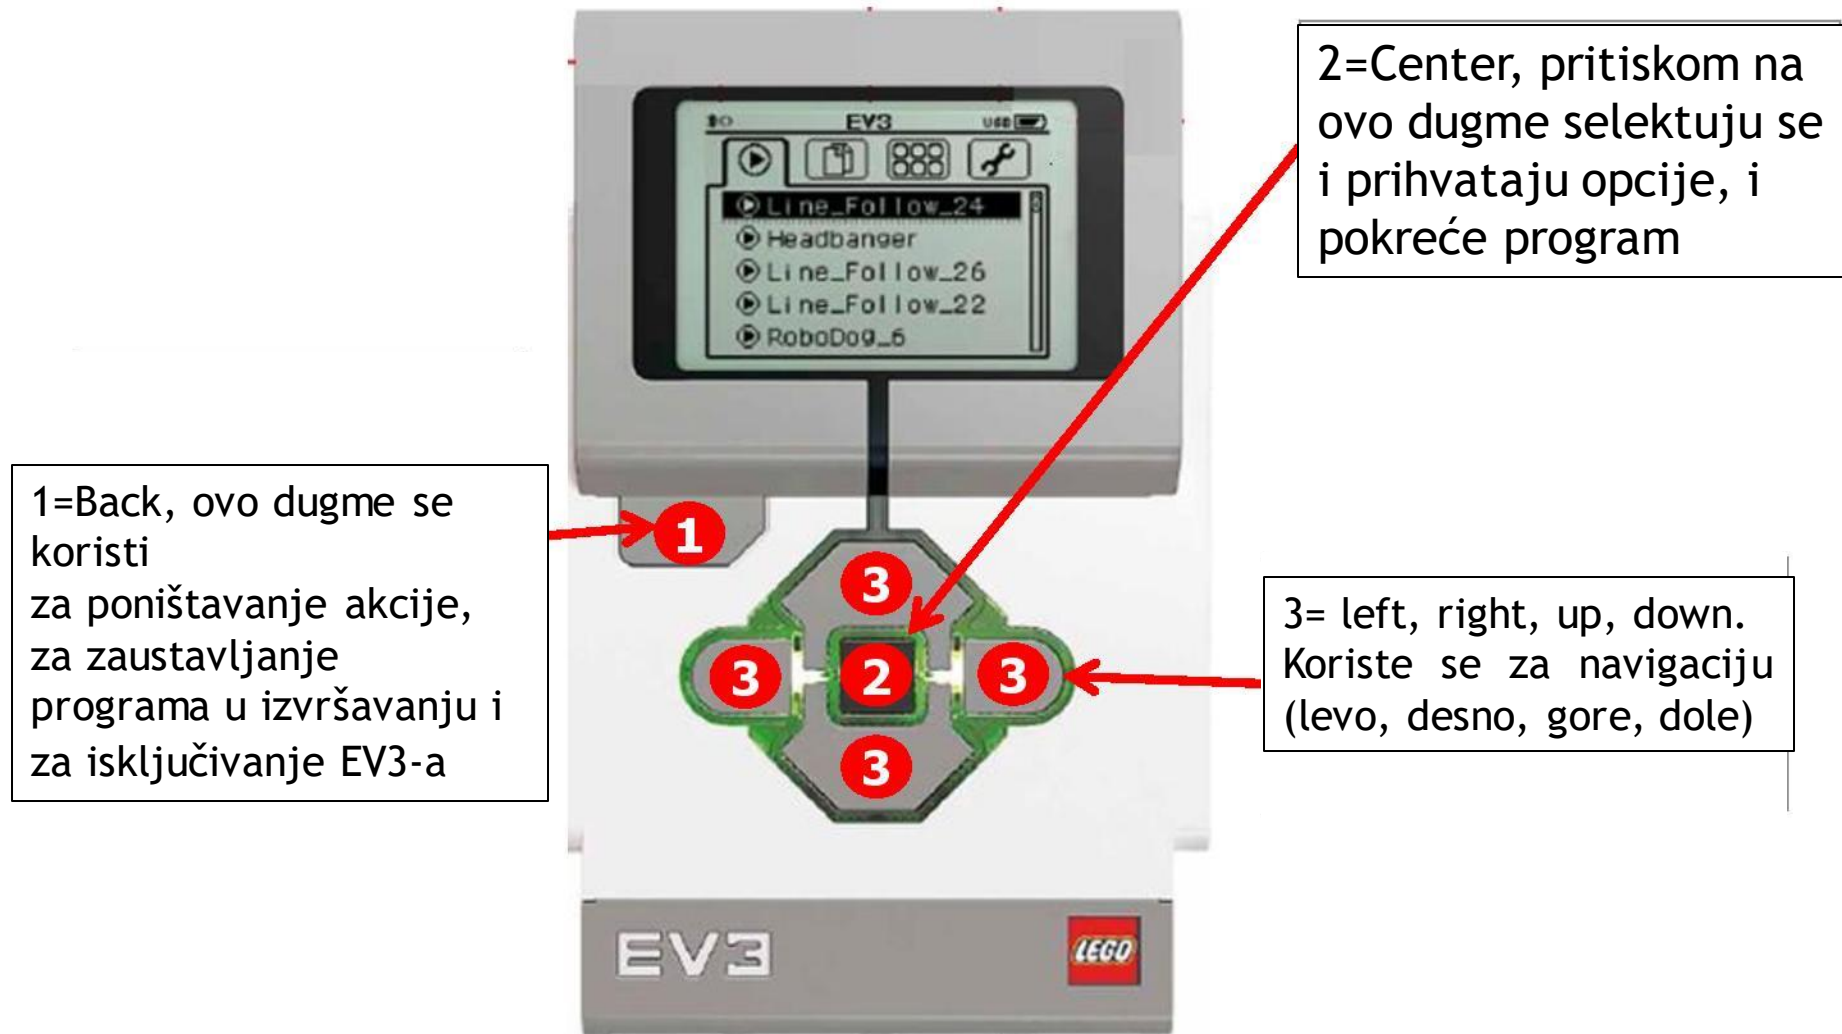 EV3
USB
Line_Follow_24
Headbanger
Line_Follow_26
Line_Follow_22
RoboDog_6
2=Center, pritiskom na
ovo dugme selektuju se
i prihvataju opcije, i
pokreće program
1=Back, ovo dugme se
koristi
za poništavanje akcije,
za zaustavljanje
programa u izvršavanju i
za isključivanje EV3-a
1
3
3
2
3
3
3= left, right, up, down.
Koriste se za navigaciju
(levo, desno, gore, dole)
EV3
LEGO